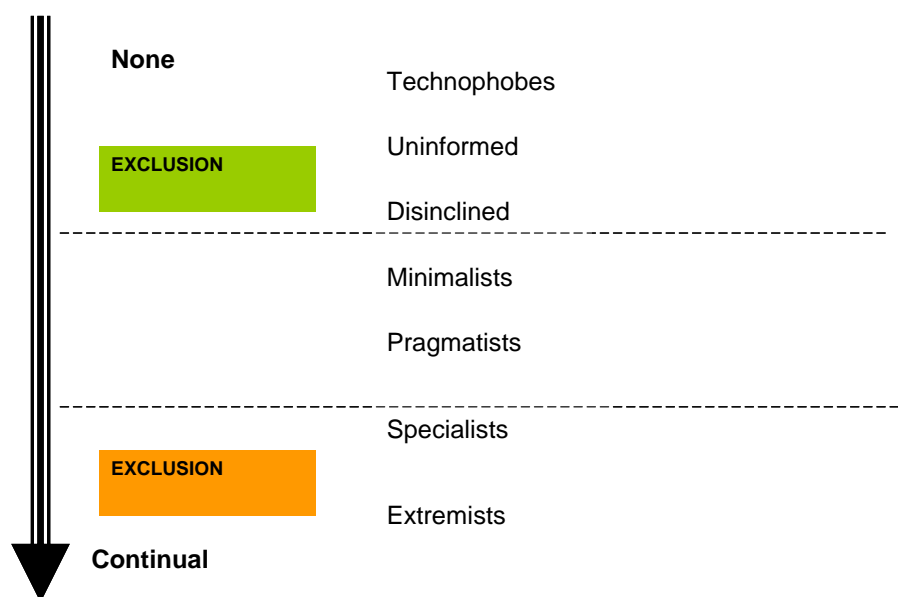 None
Technophobes
Uninformed
EXCLUSION
Disinclined
Minimalists
Pragmatists
Specialists
EXCLUSION
Extremists
Continual